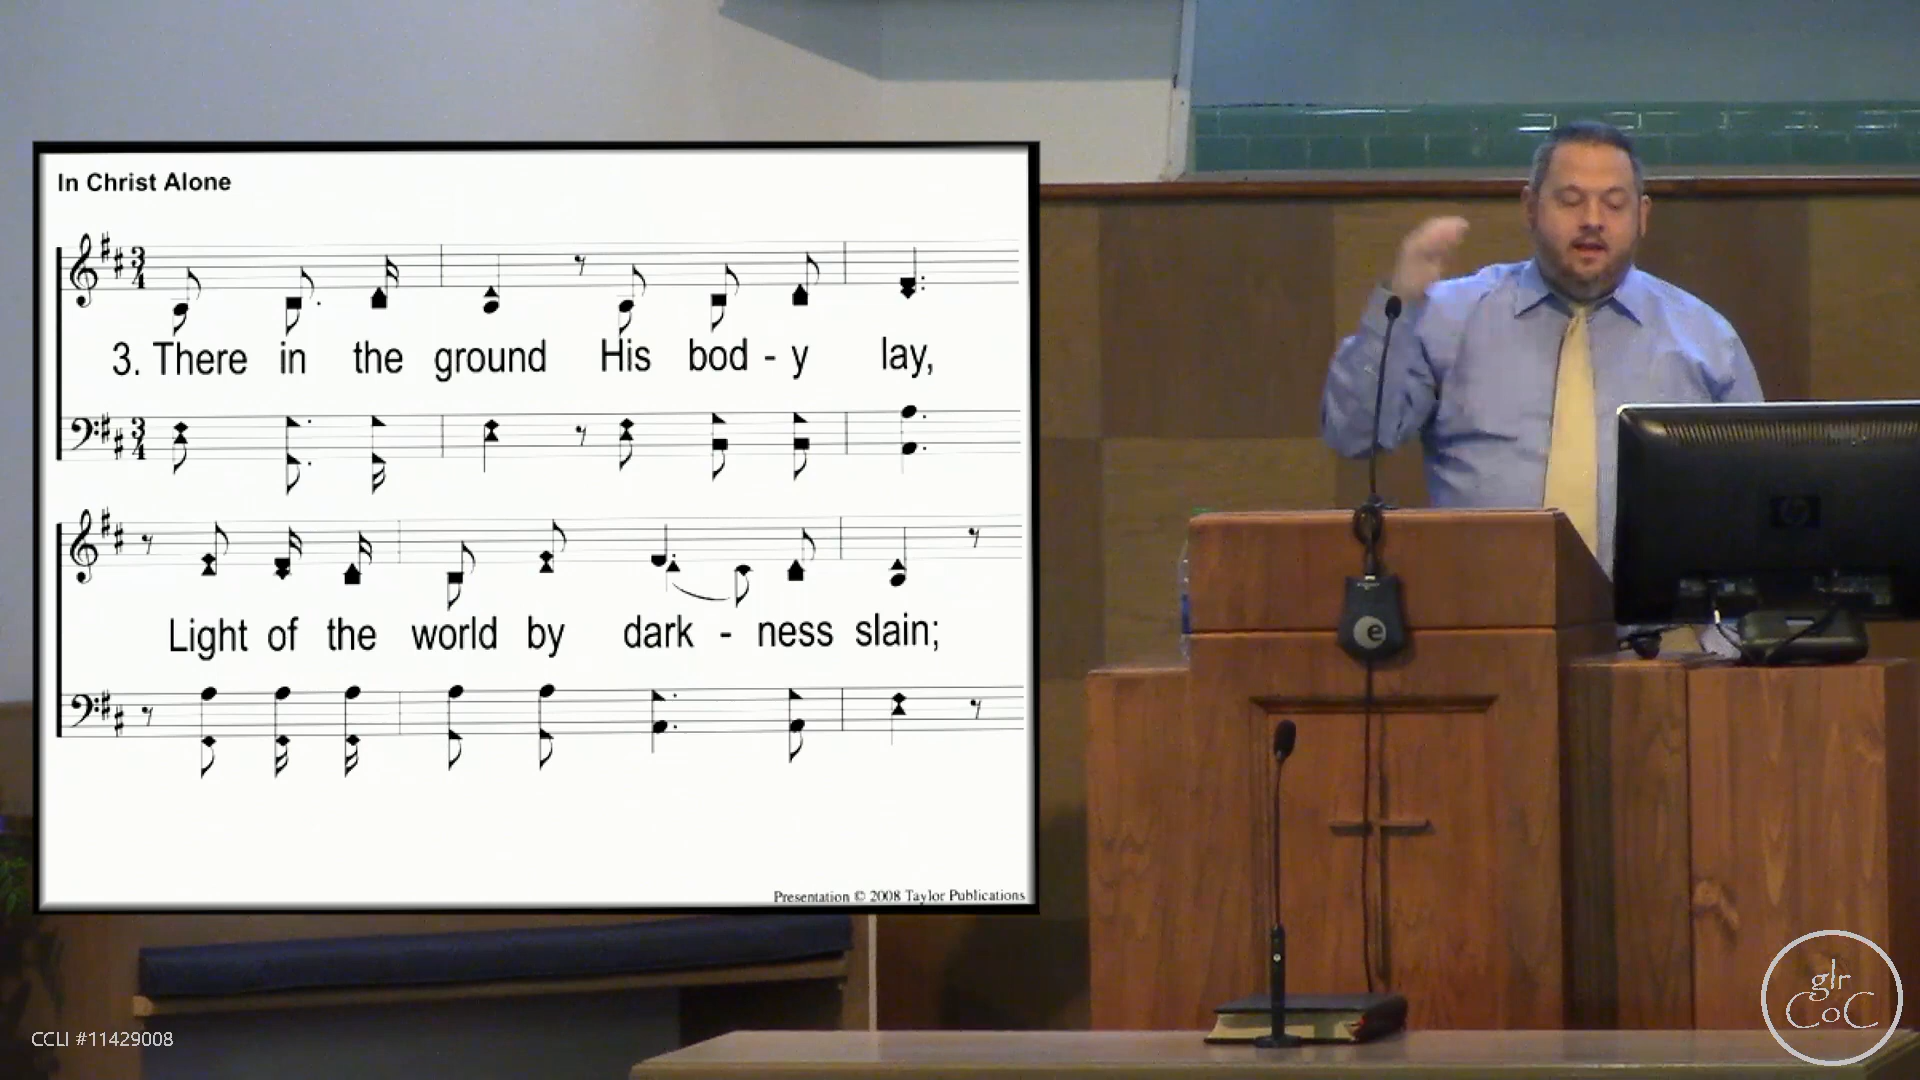 In Christ Alone
3. There in the ground His bod - y lay,
Light of the world by dark - ness slain;
Presentation © 2008 Taylor Publications
hp
e
glr
CoC
CCLI #11429008